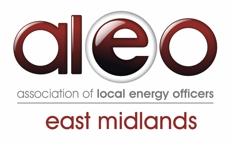 aleo
association of local energy officers
east midlands